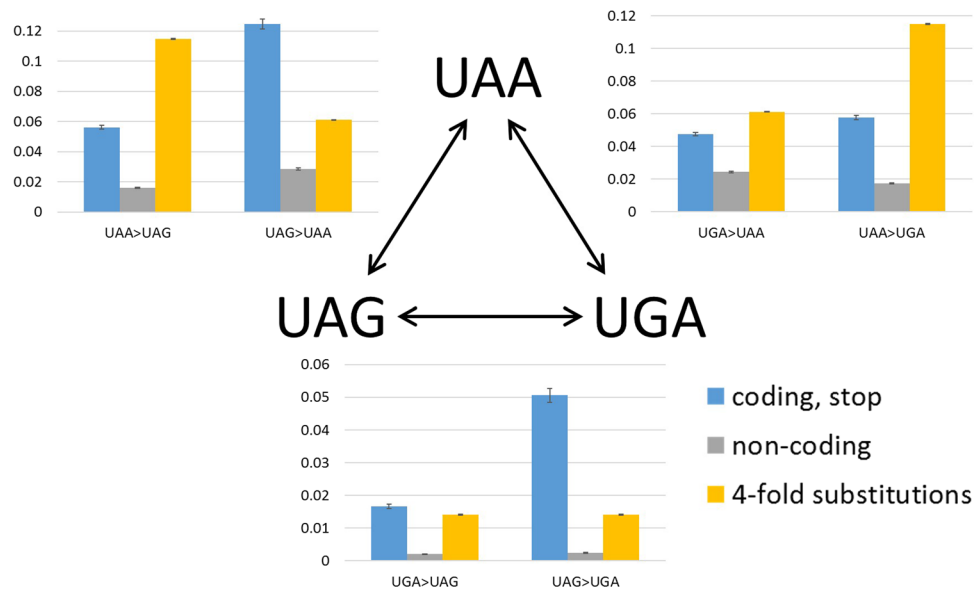 0.12
0.1
0.08
0.06
0.04
0.02
0
UAA>UAG
UAG>UAA
UAA
0.12
0.1
0.08
0.06
0.04
0.02
0
UGA>UAA
UAA>UGA
UAG
UGA
0.06
0.05
0.04
0.03
0.02
0.01
0
UGA>UAG
UAG>UGA
coding, stop
non-coding
4-fold substitutions